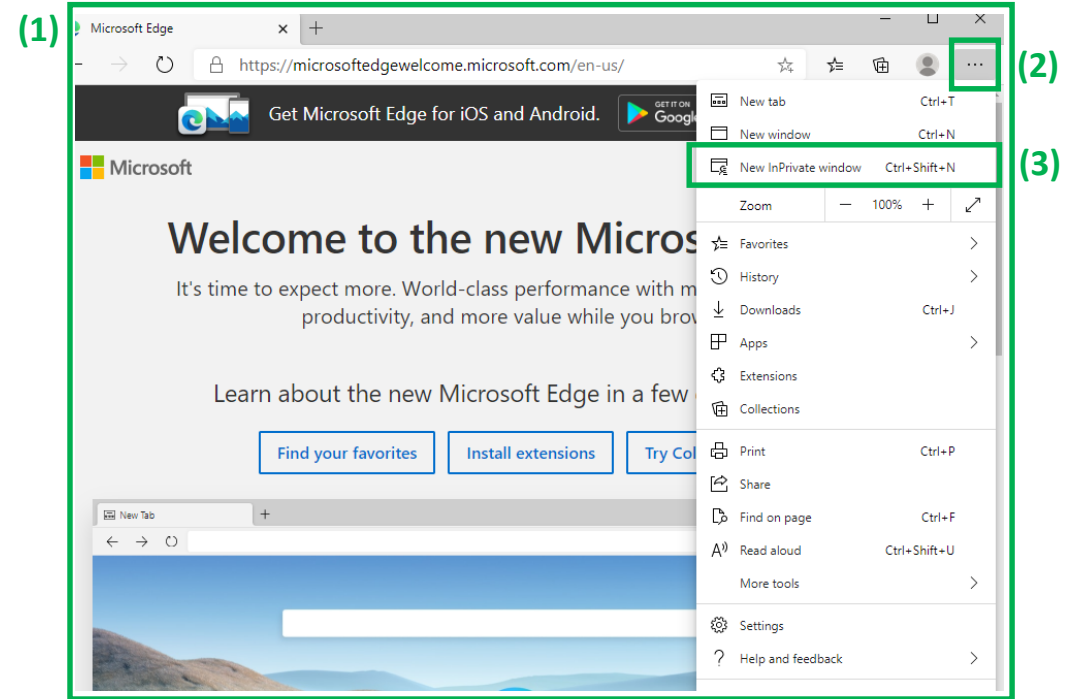 (1)
Microsoft Edge
https://microsoftedgewelcome.microsoft.com/en-us/
(2)
Get Microsoft Edge for iOS and Android.
GET IT ON
Microsoft
New tab Ctrl+T
New window Ctrl+N
New InPrivate window Ctrl+Shift+N
(3)
Zoom — 100% +
Favorites
History
Downloads Ctrl+J
Apps
Extensions
Collections
Print Ctrl+P
Share
Find on page Ctrl+F
Read aloud Ctrl+Shift+U
More tools
Settings
? Help and feedback
Welcome to the new Micros
It's time to expect more. World-class performance with m
productivity, and more value while you brow
Learn about the new Microsoft Edge in a few
Find your favorites
Install extensions
Try Col
New Tab